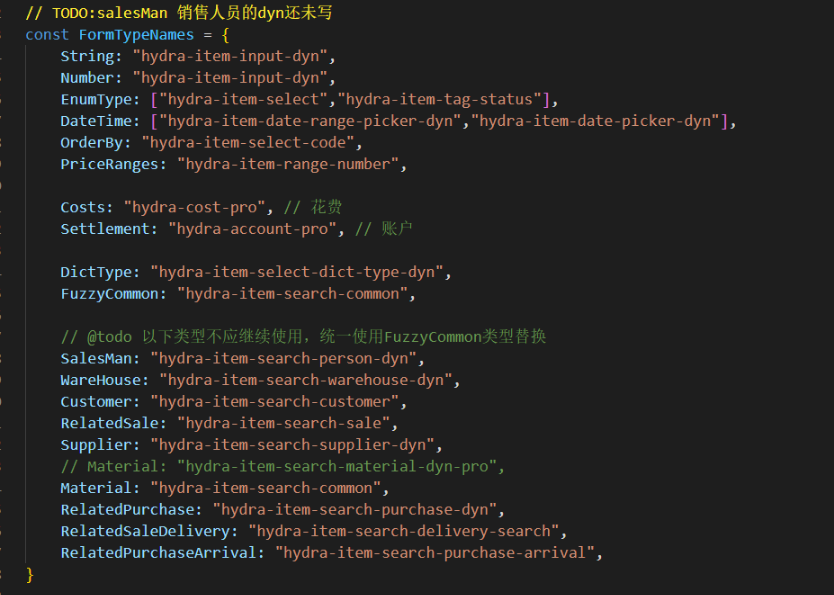 // TODO:salesMan 销售人员的dyn还未写
const FormTypeNames = {
    String: "hydra-item-input-dyn",
    Number: "hydra-item-input-dyn",
    EnumType: ["hydra-item-select","hydra-item-tag-status"],
    DateTime: ["hydra-item-date-range-picker-dyn","hydra-item-date-picker-dyn"],
    OrderBy: "hydra-item-select-code",
    PriceRanges: "hydra-item-range-number",

    Costs: "hydra-cost-pro", // 花费
    Settlement: "hydra-account-pro", // 账户

    DictType: "hydra-item-select-dict-type-dyn",
    FuzzyCommon: "hydra-item-search-common",

    // @todo 以下类型不应继续使用，统一使用FuzzyCommon类型替换
    SalesMan: "hydra-item-search-person-dyn",
    WareHouse: "hydra-item-search-warehouse-dyn",
    Customer: "hydra-item-search-customer",
    RelatedSale: "hydra-item-search-sale",
    Supplier: "hydra-item-search-supplier-dyn",
    // Material: "hydra-item-search-material-dyn-pro",
    Material: "hydra-item-search-common",
    RelatedPurchase: "hydra-item-search-purchase-dyn",
    RelatedSaleDelivery: "hydra-item-search-delivery-search",
    RelatedPurchaseArrival: "hydra-item-search-purchase-arrival",
}